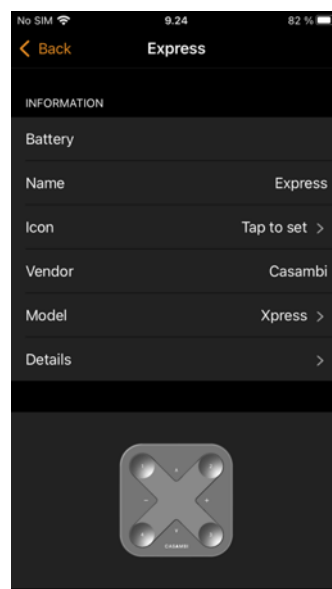 No SIM 9.24 82 %
Back Express
INFORMATION
Battery
Name Express
Icon Tap to set
Vendor Casambi
Model Xpress
Details
CASAMBI